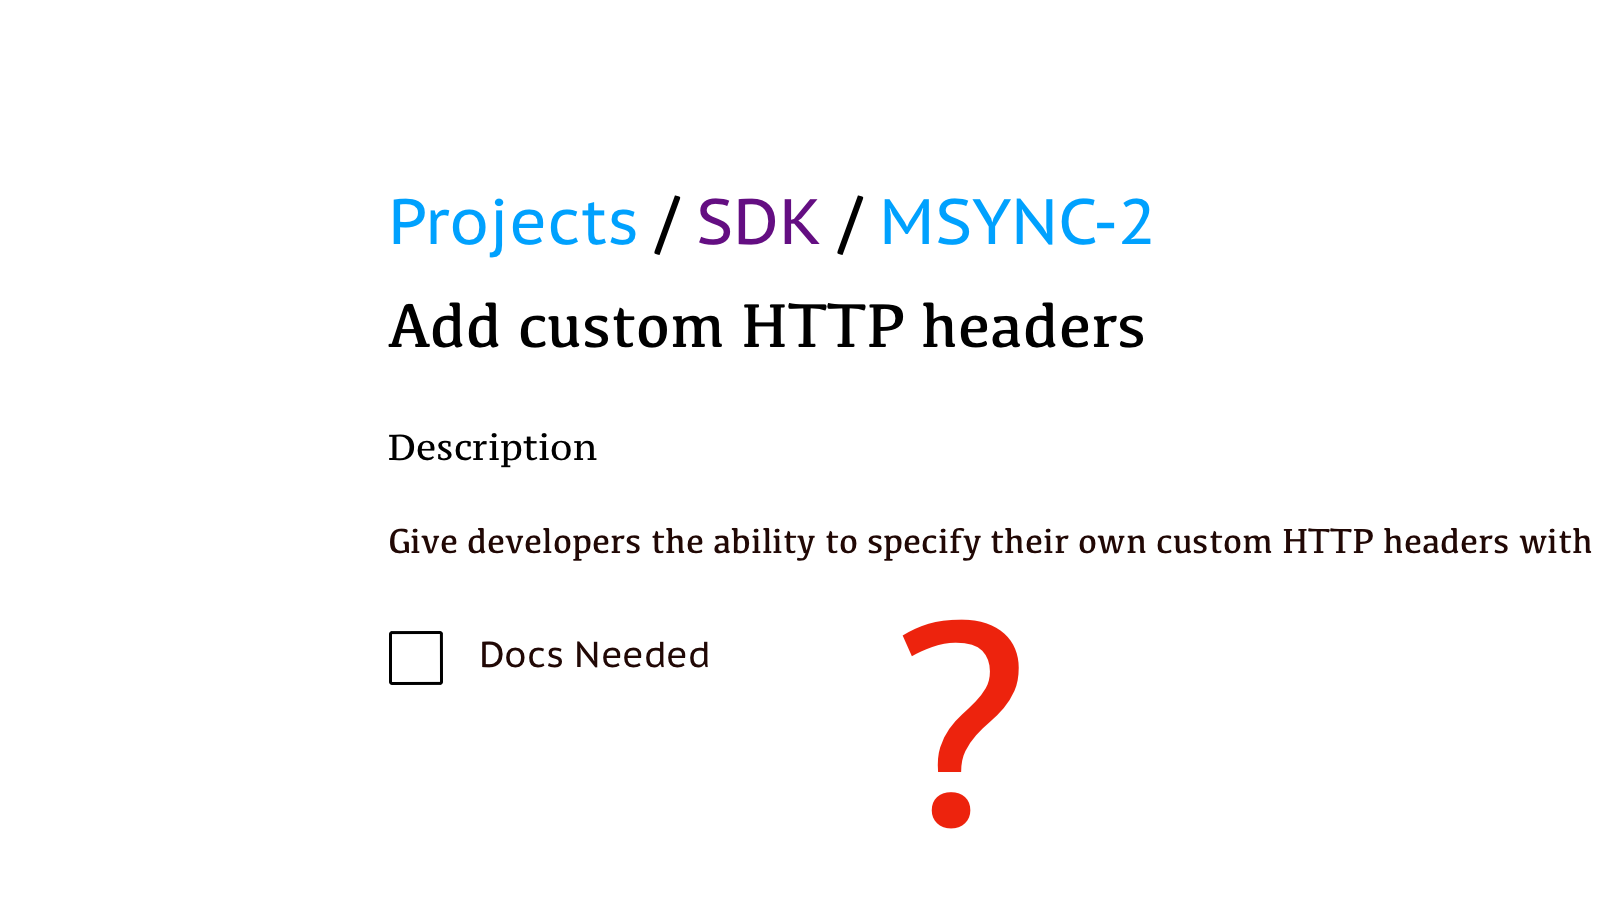 Projects / SDK / MSYNC-2
Add custom HTTP headers
Description
Give developers the ability to specify their own custom HTTP headers with
Docs Needed
?